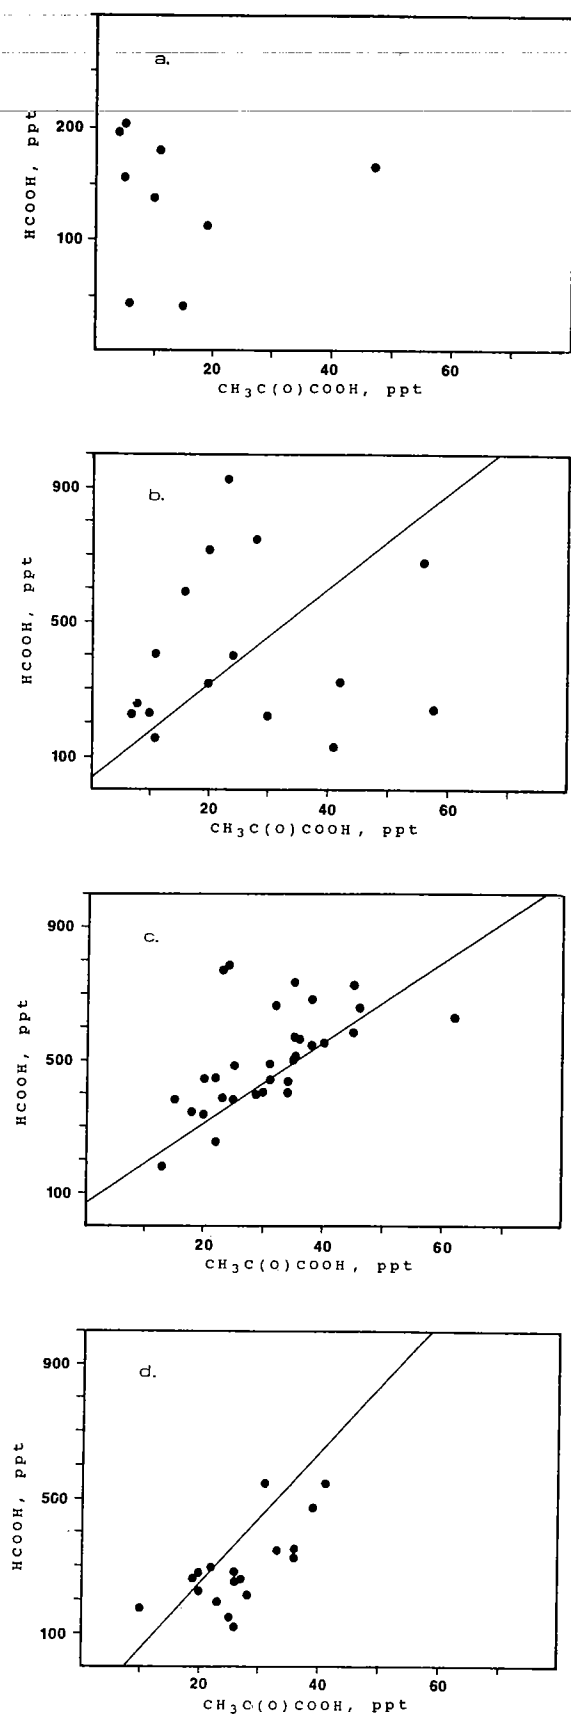 a.
200
HCOOH, ppt
100
20 40 60
CH₃C(O)COOH, ppt
b.
900
HCOOH, ppt
500
100
20 40 60
CH₃C(O)COOH, ppt
c.
900
HCOOH, ppt
500
100
20 40 60
CH₃C(O)COOH, ppt
d.
900
HCOOH, ppt
500
100
20 40 60
CH₃C(O)COOH, ppt